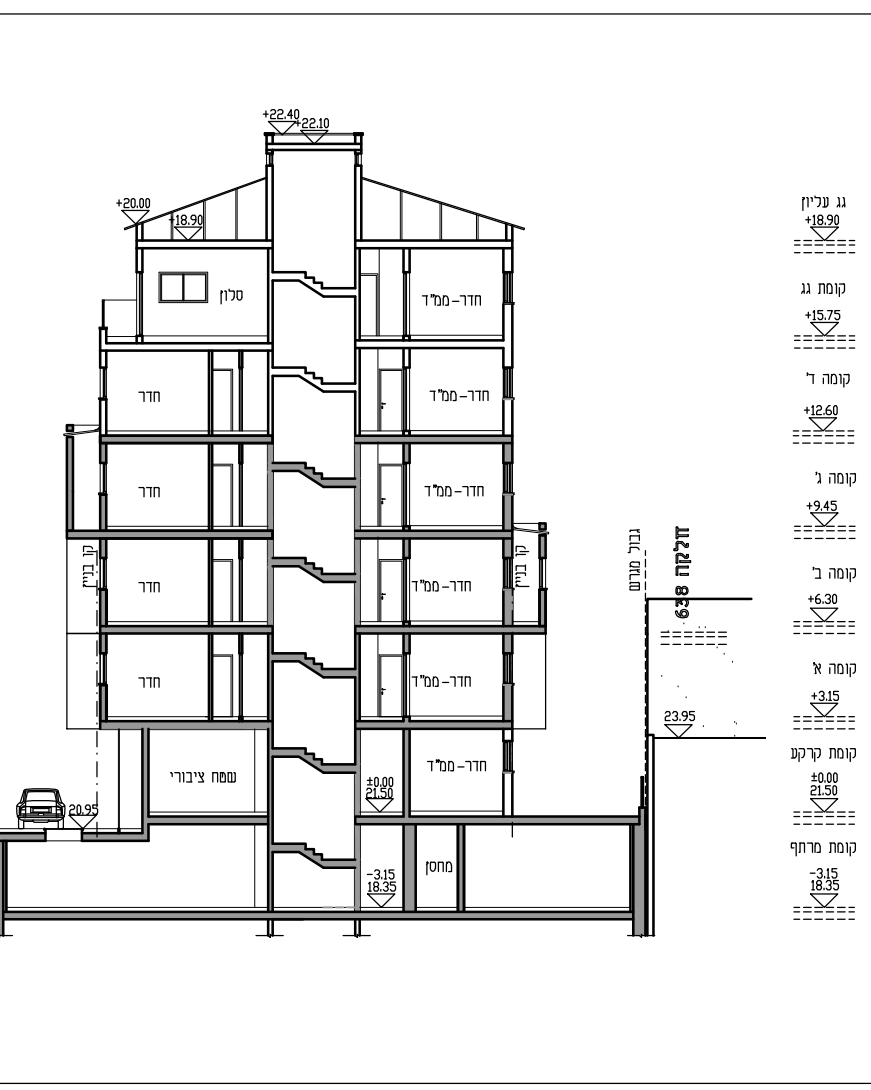 +22.40
+22.10
+20.00
+18.90
סלון
חדר-ממ"ד
חדר
חדר-ממ"ד
חדר
חדר-ממ"ד
קו בניין
חדר
חדר-ממ"ד
קו בניין
חדר
חדר-ממ"ד
שטח ציבורי
חדר-ממ"ד
±0.00
21.50
20.95
מחסן
-3.15
18.35
גבול מגרש
חלקה 638
23.95
גג עליון
+18.90
קומת גג
+15.75
קומה ד'
+12.60
קומה ג'
+9.45
קומה ב'
+6.30
קומה א'
+3.15
קומת קרקע
±0.00
21.50
קומת מרתף
-3.15
18.35